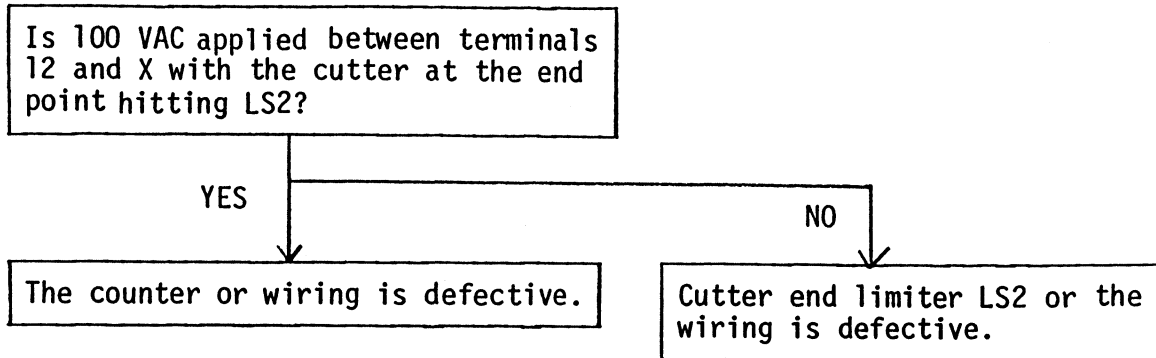 Is 100 VAC applied between terminals
12 and X with the cutter at the end
point hitting LS2?
YES
NO
The counter or wiring is defective.
Cutter end limiter LS2 or the
wiring is defective.